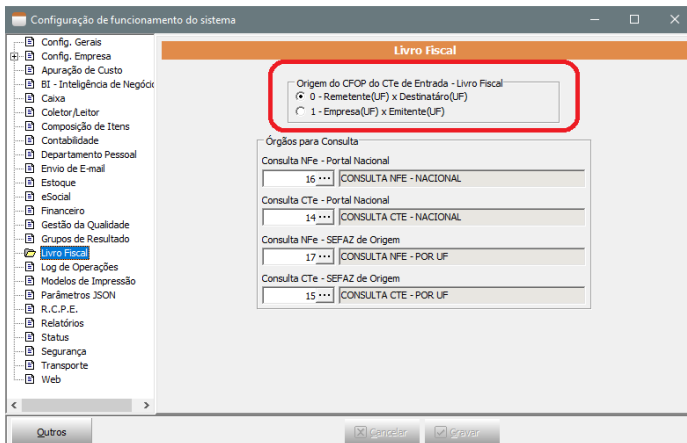 Configuração de funcionamento do sistema
Config. Gerais
Config. Empresa
Apuração de Custo
BI - Inteligência de Negócio
Caixa
Coletor/Leitor
Composição de Itens
Contabilidade
Departamento Pessoal
Envio de E-mail
Estoque
eSocial
Financeiro
Gestão da Qualidade
Grupos de Resultado
Livro Fiscal
Log de Operações
Modelos de Impressão
Parâmetros JSON
R.C.P.E.
Relatórios
Status
Segurança
Transporte
Web
Livro Fiscal
Origem do CFOP do CTe de Entrada - Livro Fiscal
0 - Remetente(UF) x Destinatáro(UF)
1 - Empresa(UF) x Emitente(UF)
Órgãos para Consulta
Consulta NFe - Portal Nacional
16 ... CONSULTA NFE - NACIONAL
Consulta CTe - Portal Nacional
14 ... CONSULTA CTE - NACIONAL
Consulta NFe - SEFAZ de Origem
17 ... CONSULTA NFE - POR UF
Consulta CTe - SEFAZ de Origem
15 ... CONSULTA CTE - POR UF
Outros
Cancelar
Gravar